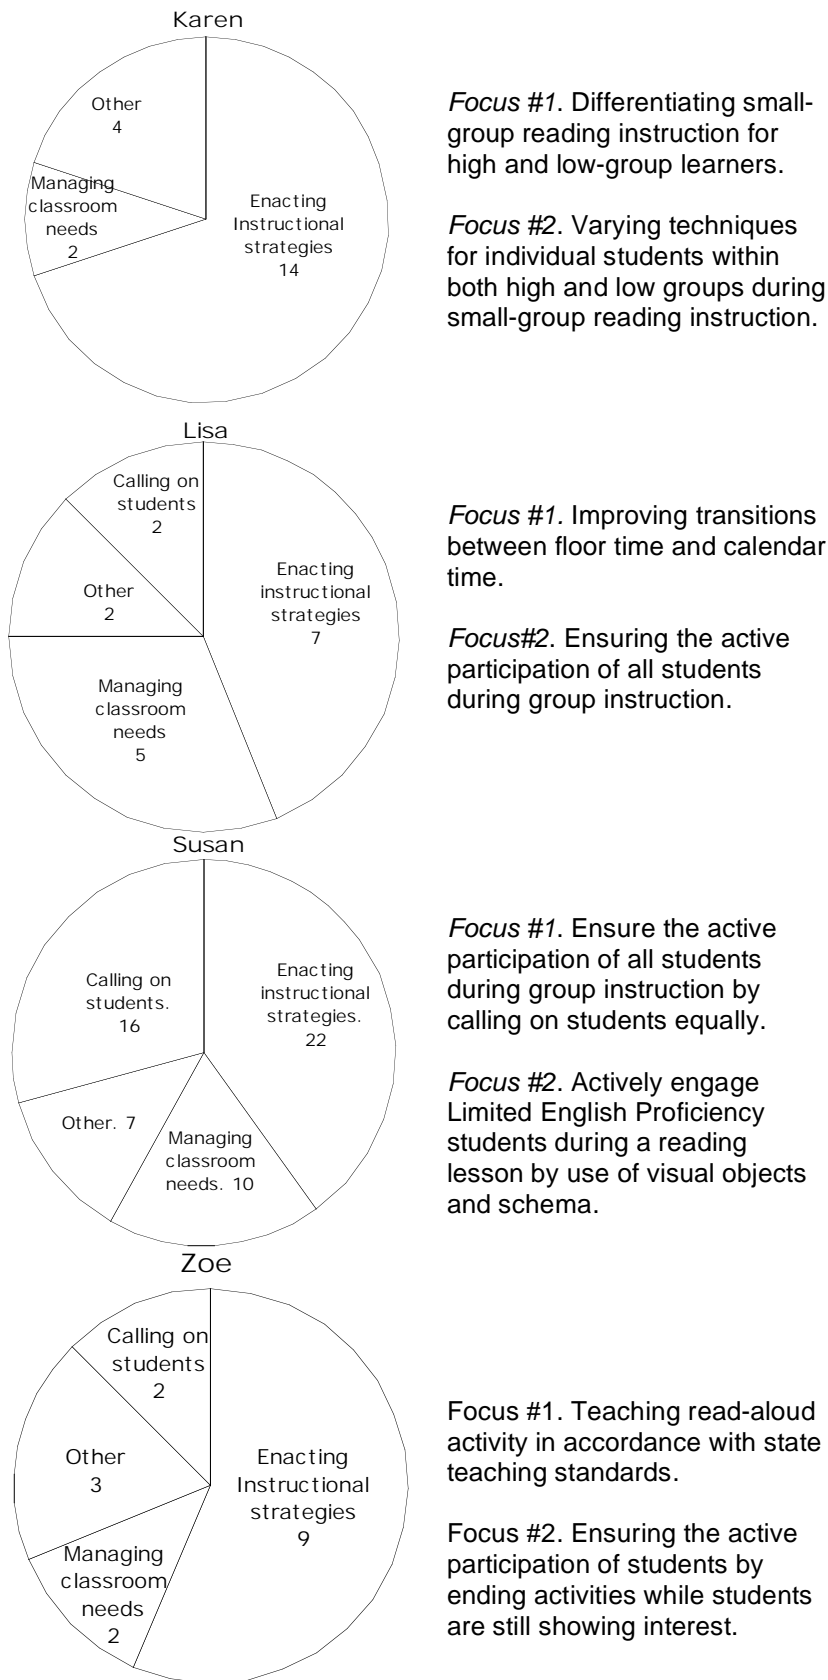 Karen
Other
4
Managing
classroom
needs
2
Enacting
Instructional
strategies
14
Focus #1. Differentiating small-
group reading instruction for
high and low-group learners.
Focus #2. Varying techniques
for individual students within
both high and low groups during
small-group reading instruction.
Lisa
Calling on
students
2
Other
2
Managing
classroom
needs
5
Enacting
instructional
strategies
7
Focus #1. Improving transitions
between floor time and calendar
time.
Focus#2. Ensuring the active
participation of all students
during group instruction.
Susan
Calling on
students.
16
Other. 7
Managing
classroom
needs. 10
Enacting
instructional
strategies.
22
Focus #1. Ensure the active
participation of all students
during group instruction by
calling on students equally.
Focus #2. Actively engage
Limited English Proficiency
students during a reading
lesson by use of visual objects
and schema.
Zoe
Calling on
students
2
Other
3
Managing
classroom
needs
2
Enacting
Instructional
strategies
9
Focus #1. Teaching read-aloud
activity in accordance with state
teaching standards.
Focus #2. Ensuring the active
participation of students by
ending activities while students
are still showing interest.